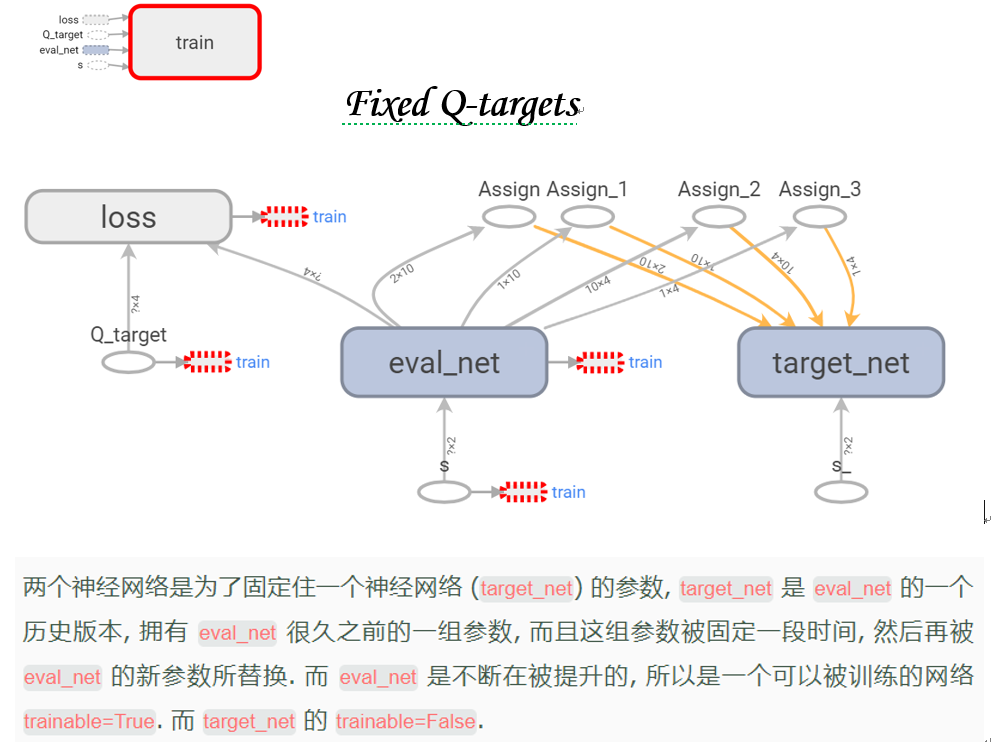 loss
Q_target
eval_net
s
train
Fixed Q-targets
Assign Assign_1 Assign_2 Assign_3
loss
train
?×4
2×10
1×10
10×4
1×4
2×10
1×10
10×4
1×4
?×4
Q_target
train
eval_net
train
target_net
?×2
s
train
?×2
s_
两个神经网络是为了固定住一个神经网络 (target_net) 的参数, target_net 是 eval_net 的一个
历史版本, 拥有 eval_net 很久之前的一组参数, 而且这组参数被固定一段时间, 然后再被
eval_net 的新参数所替换. 而 eval_net 是不断在被提升的, 所以是一个可以被训练的网络
trainable=True. 而 target_net 的 trainable=False.